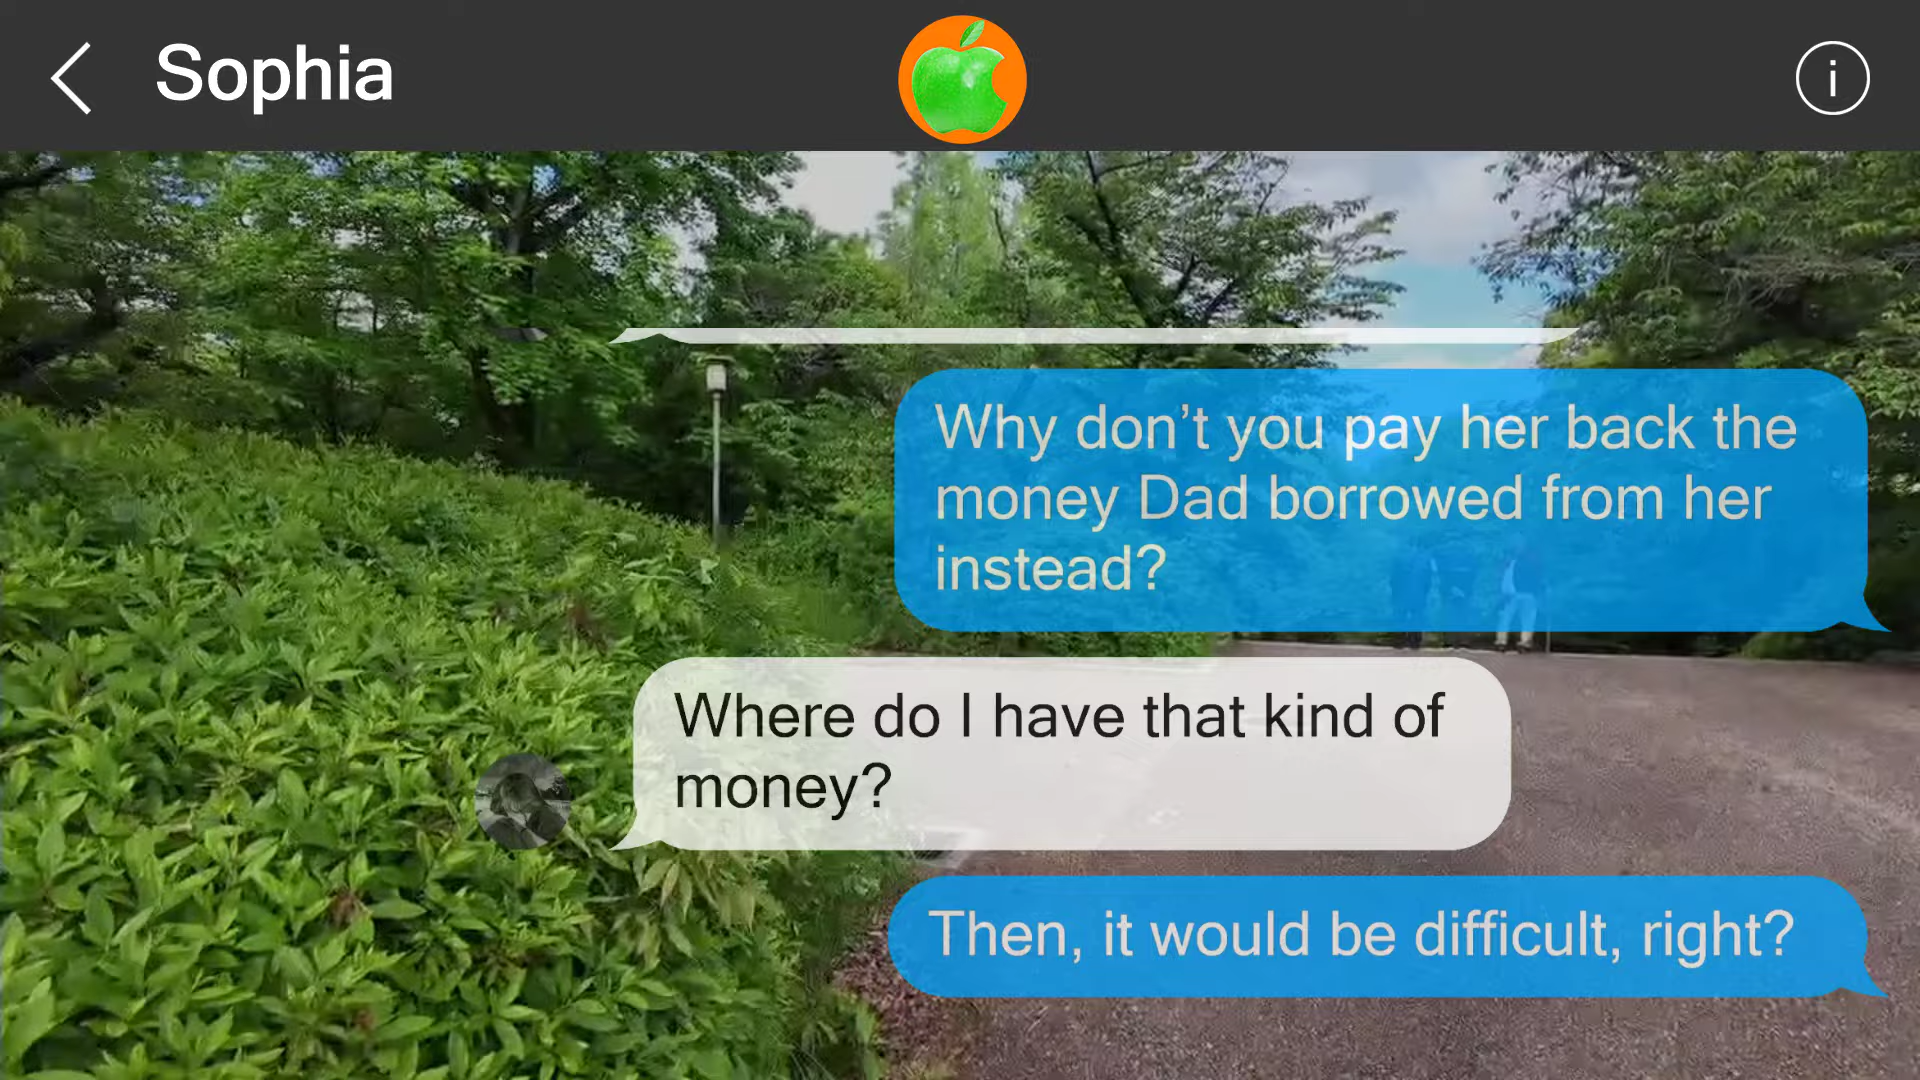 Sophia
i
Why don’t you pay her back the
money Dad borrowed from her
instead?
Where do I have that kind of
money?
Then, it would be difficult, right?